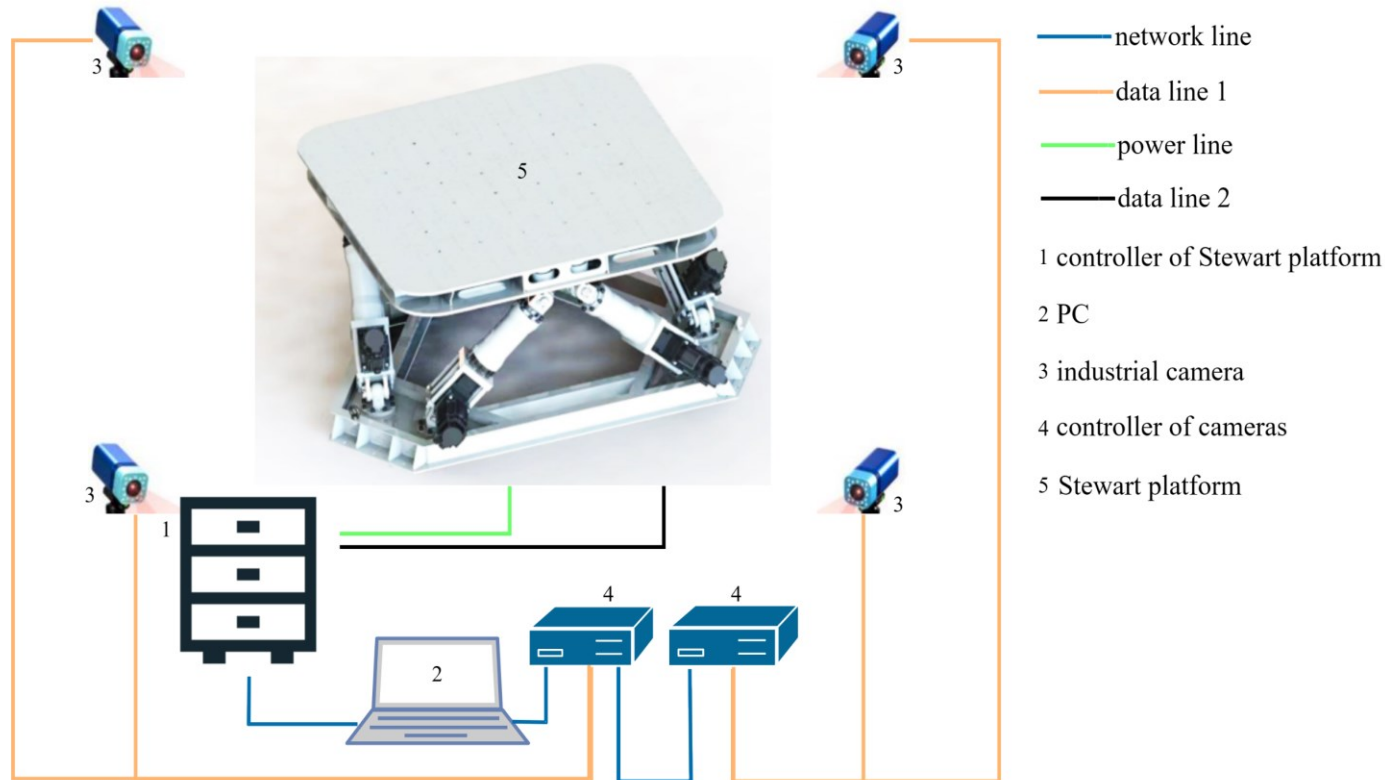 3
3
5
3
3
1
4
4
2
network line
data line 1
power line
data line 2
1 controller of Stewart platform
2 PC
3 industrial camera
4 controller of cameras
5 Stewart platform